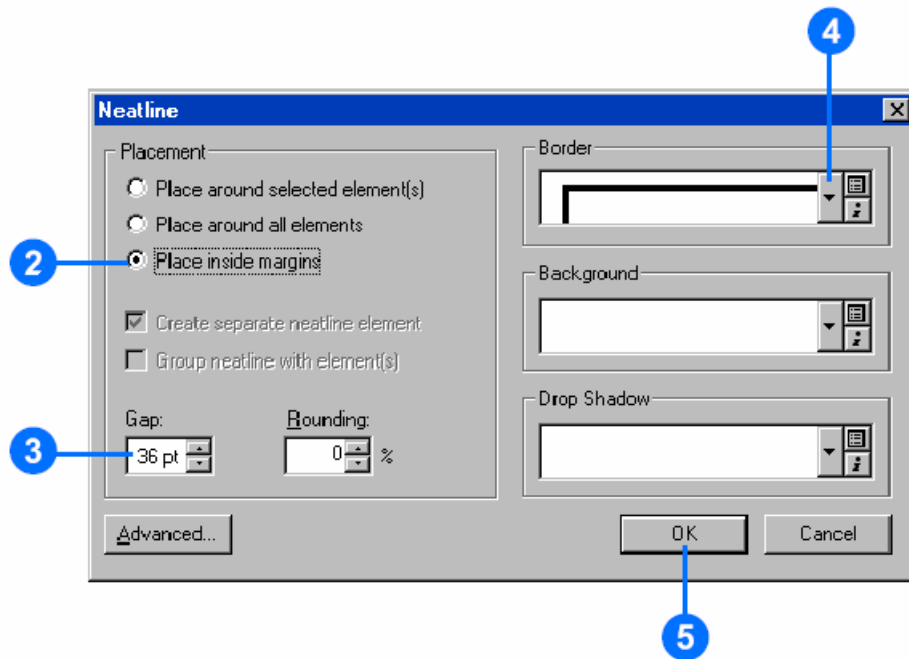 4
Neatline
Placement
Place around selected element(s)
Place around all elements
2
Place inside margins
Create separate neatline element
Group neatline with element(s)
Gap:
Rounding:
3
36 pt
0
%
Advanced...
Border
Background
Drop Shadow
OK
Cancel
5